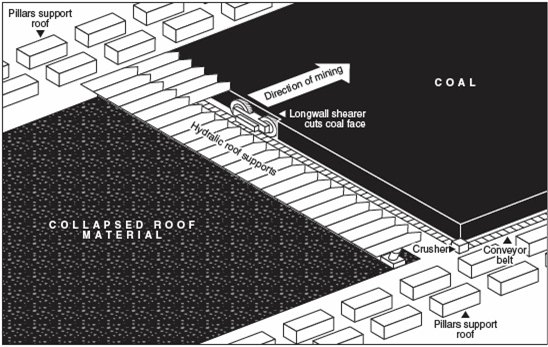 Pillars support
roof
Direction of mining
COAL
Longwall shearer
cuts coal face
Hydralic roof supports
COLLAPSED ROOF
MATERIAL
Crusher
Conveyor
belt
Pillars support
roof